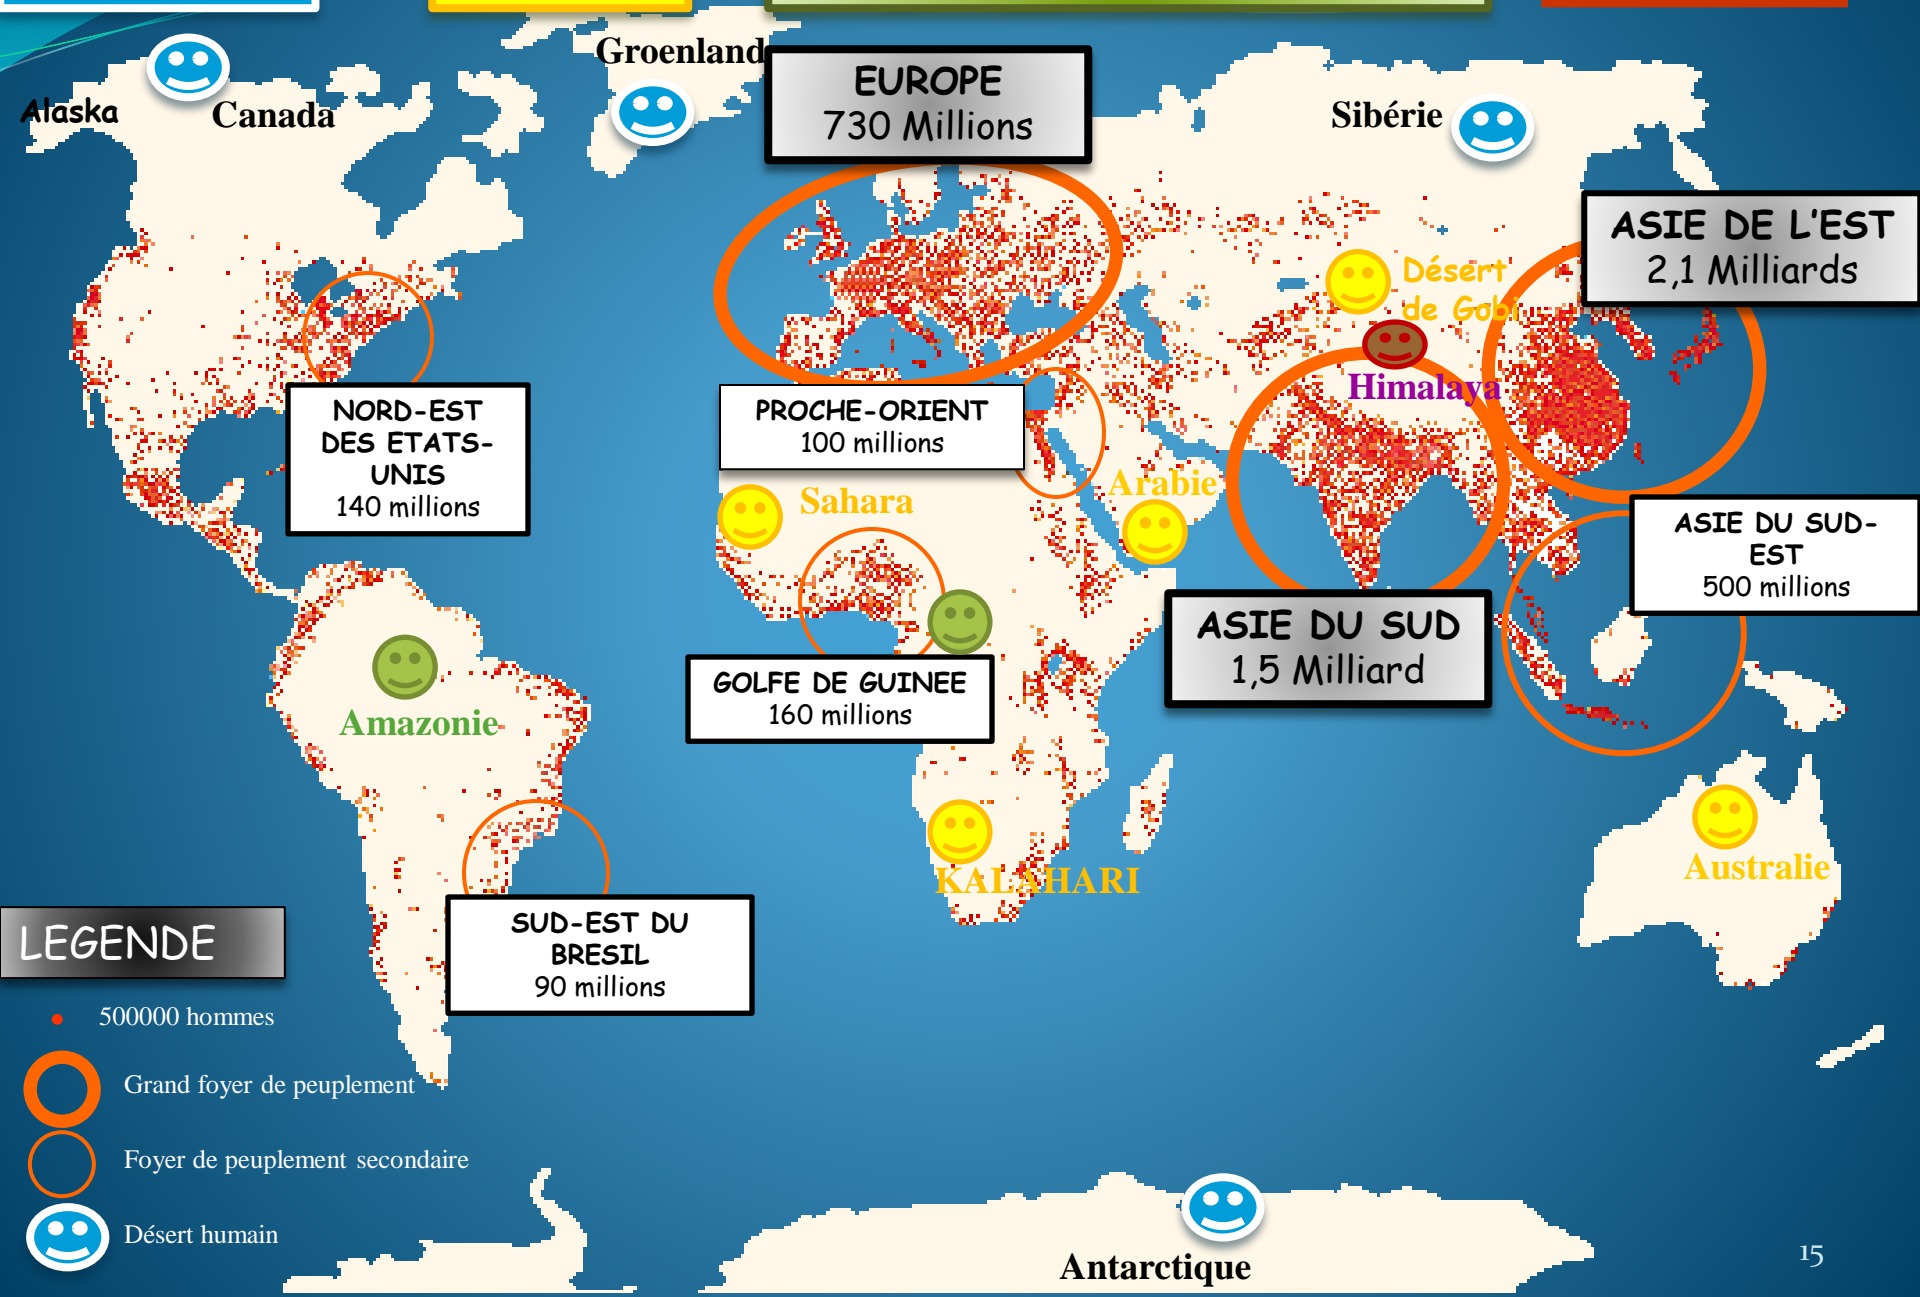 Groenland
Alaska
Canada
EUROPE
730 Millions
Sibérie
ASIE DE L'EST
2,1 Milliards
Désert
de Gobi
Himalaya
NORD-EST
DES ETATS-
UNIS
140 millions
PROCHE-ORIENT
100 millions
Sahara
Arabie
ASIE DU SUD-
EST
500 millions
ASIE DU SUD
1,5 Milliard
GOLFE DE GUINEE
160 millions
Amazonie
KALAHARI
Australie
SUD-EST DU
BRESIL
90 millions
LEGENDE
500000 hommes
Grand foyer de peuplement
Foyer de peuplement secondaire
Désert humain
Antarctique
15